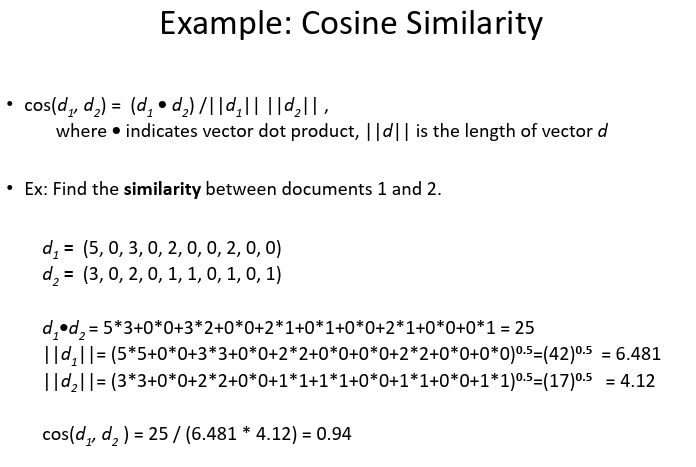 Example: Cosine Similarity
• cos(d₁, d₂) = (d₁ • d₂) /||d₁|| ||d₂|| ,
where • indicates vector dot product, ||d|| is the length of vector d
• Ex: Find the similarity between documents 1 and 2.
d₁ = (5, 0, 3, 0, 2, 0, 0, 2, 0, 0)
d₂ = (3, 0, 2, 0, 1, 1, 0, 1, 0, 1)
d₁•d₂ = 5*3+0*0+3*2+0*0+2*1+0*1+0*0+2*1+0*0+0*1 = 25
||d₁||= (5*5+0*0+3*3+0*0+2*2+0*0+0*0+2*2+0*0+0*0)⁰·⁵=(42)⁰·⁵ = 6.481
||d₂||= (3*3+0*0+2*2+0*0+1*1+1*1+0*0+1*1+0*0+1*1)⁰·⁵=(17)⁰·⁵ = 4.12
cos(d₁, d₂ ) = 25 / (6.481 * 4.12) = 0.94